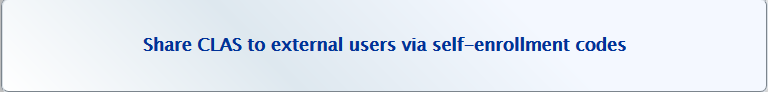 Share CLAS to external users via self-enrollment codes